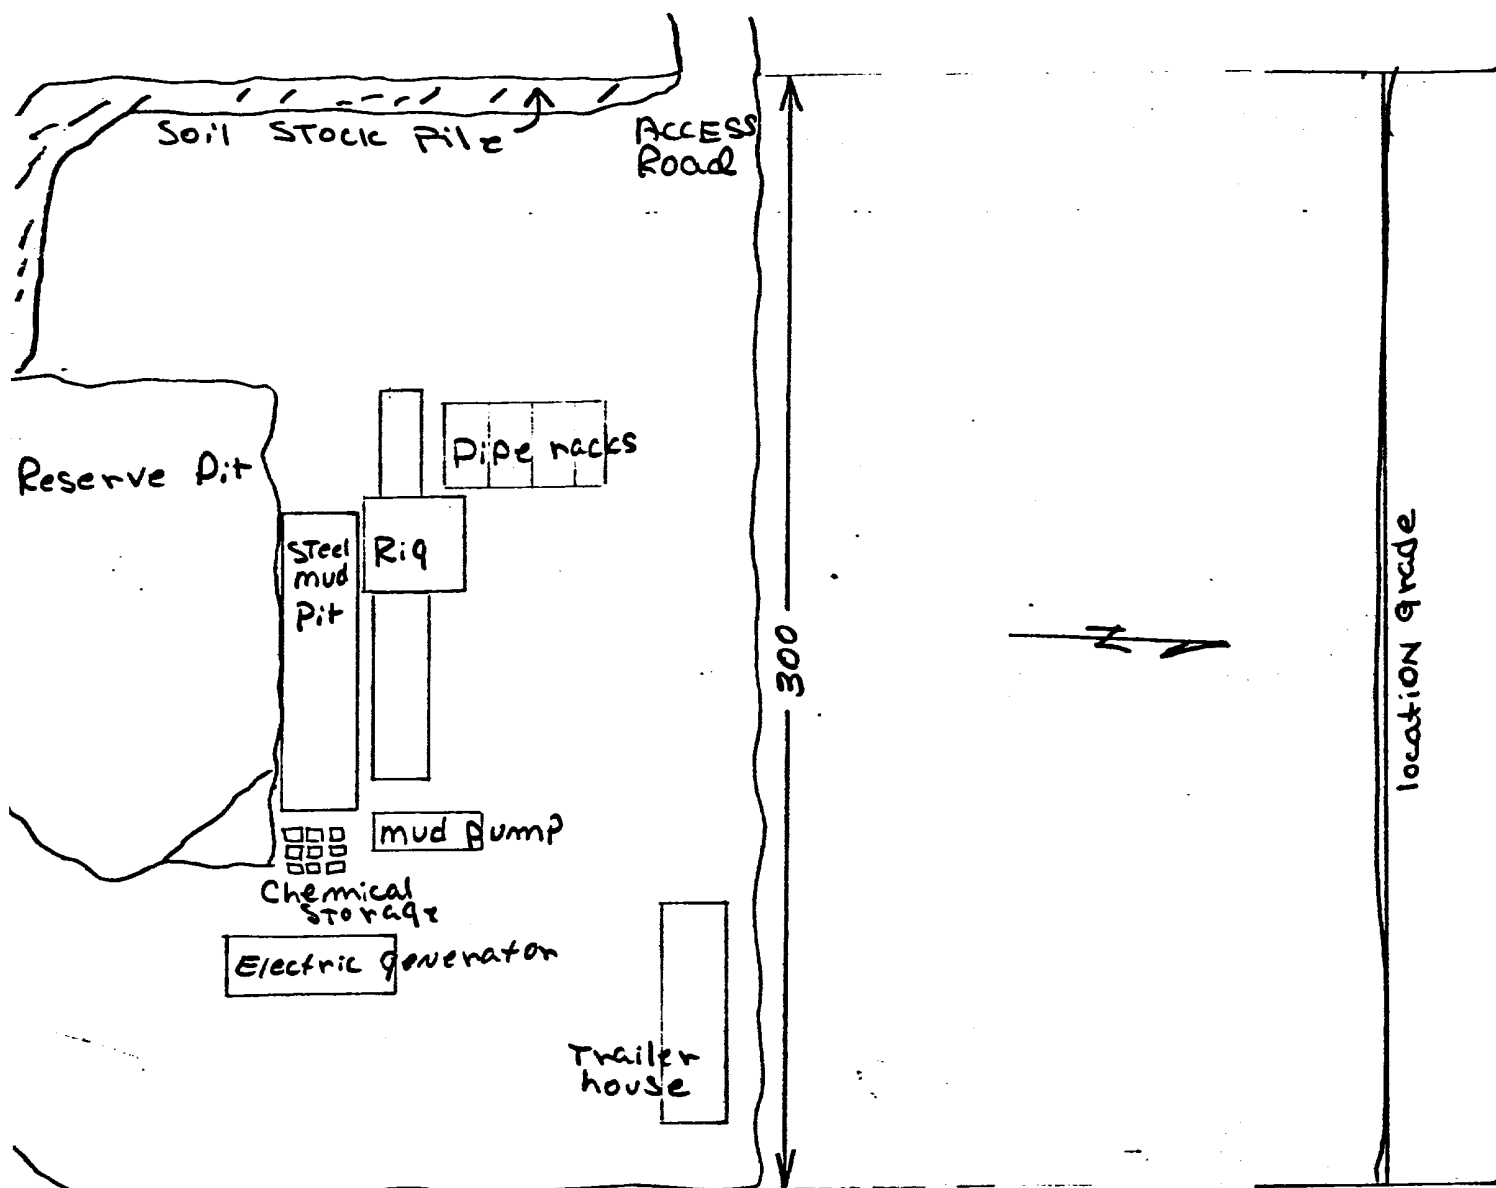 Soil Stock Pile
ACCESS
Road
Pipe racks
Reserve Pit
Steel
mud
Pit
Rig
300
N
location grade
mud pump
Chemical
Storage
Electric generator
Trailer
house